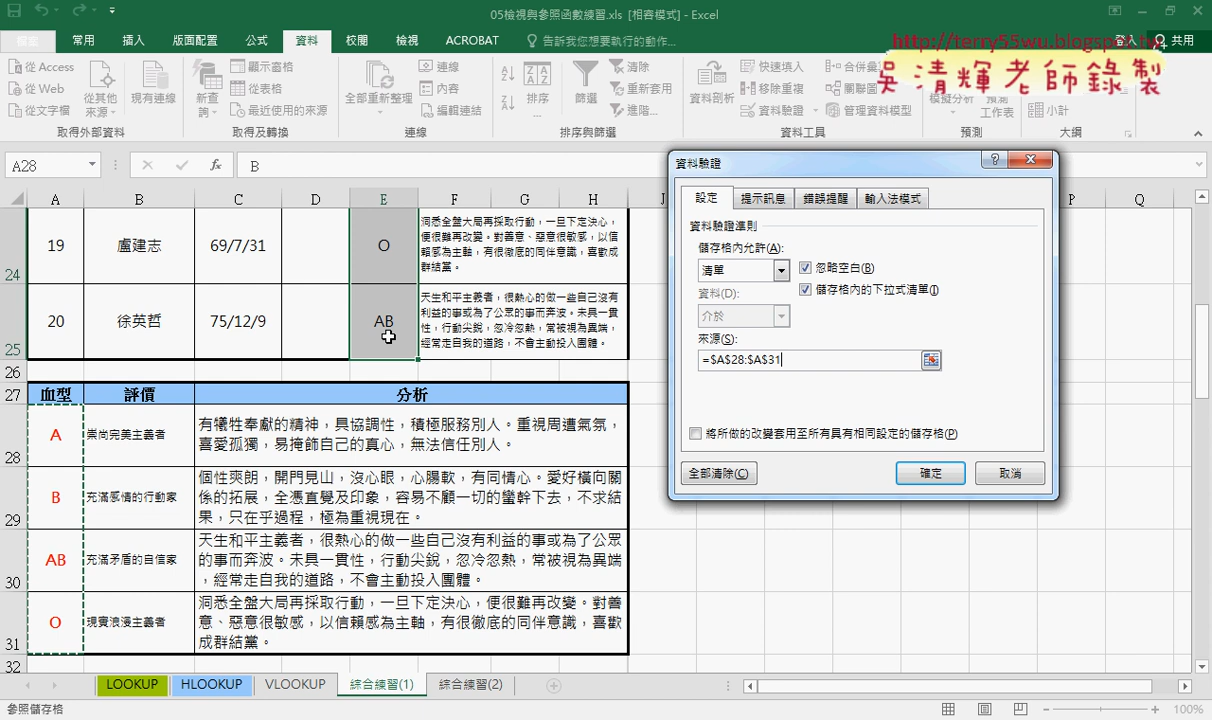 05檢視與參照函數練習.xls [相容模式] - Excel
常用 插入 版面配置 公式 資料 校閱 檢視 ACROBAT 告訴我您想要執行的動作... 登入 共用
http://terry55wu.blogspot.tw
吳清輝老師錄製
從 Access
從 Web
從文字檔
從其他
來源
現有連線
新查
詢
顯示查詢
從表格
最近使用的來源
全部重新整理
連線
內容
編輯連結
排序
篩選
清除
重新套用
進階...
資料剖析
快速填入
移除重複
資料驗證
關聯圖
管理資料模型
模擬分析
預測
工作表
小計
取得外部資料 取得及轉換 連線 排序與篩選 資料工具 預測 大綱
A28 fx B
A B C D E F G H J P Q
24 19 盧建志 69/7/31 O
洞悉全盤大局再採取行動，一旦下定決心，
便很難再改變。對善意、惡意很敏感，以信
賴感為主軸，有很徹底的同伴意識，喜歡成
群結黨。
25 20 徐英哲 75/12/9 AB
天生和平主義者，很熱心的做一些自己沒有
利益的事或為了公眾的事而奔波。未具一貫
性，行動尖銳，忽冷忽熱，常被視為異端，
經常走自我的道路，不會主動投入團體。
26
27 血型 評價 分析
28 A 崇尚完美主義者
有犧牲奉獻的精神，具協調性，積極服務別人。重視周遭氣氛，
喜愛孤獨，易掩飾自己的真心，無法信任別人。
29 B 充滿感情的行動家
個性爽朗，開門見山，沒心眼，心腸軟，有同情心。愛好橫向關
係的拓展，全憑直覺及印象，容易不顧一切的蠻幹下去，不求結
果，只在乎過程，極為重視現在。
30 AB 充滿矛盾的自信家
天生和平主義者，很熱心的做一些自己沒有利益的事或為了公眾
的事而奔波。未具一貫性，行動尖銳，忽冷忽熱，常被視為異端
，經常走自我的道路，不會主動投入團體。
31 O 現實浪漫主義者
洞悉全盤大局再採取行動，一旦下定決心，便很難再改變。對善
意、惡意很敏感，以信賴感為主軸，有很徹底的同伴意識，喜歡
成群結黨。
32
資料驗證
設定 提示訊息 錯誤提醒 輸入法模式
資料驗證準則
儲存格內允許(A):
清單 忽略空白(B)
資料(D): 儲存格內的下拉式清單(I)
介於
來源(S):
=$A$28:$A$31
將所做的改變套用至所有具有相同設定的儲存格(P)
全部清除(C) 確定 取消
LOOKUP HLOOKUP VLOOKUP 綜合練習(1) 綜合練習(2)
參照儲存格 100%